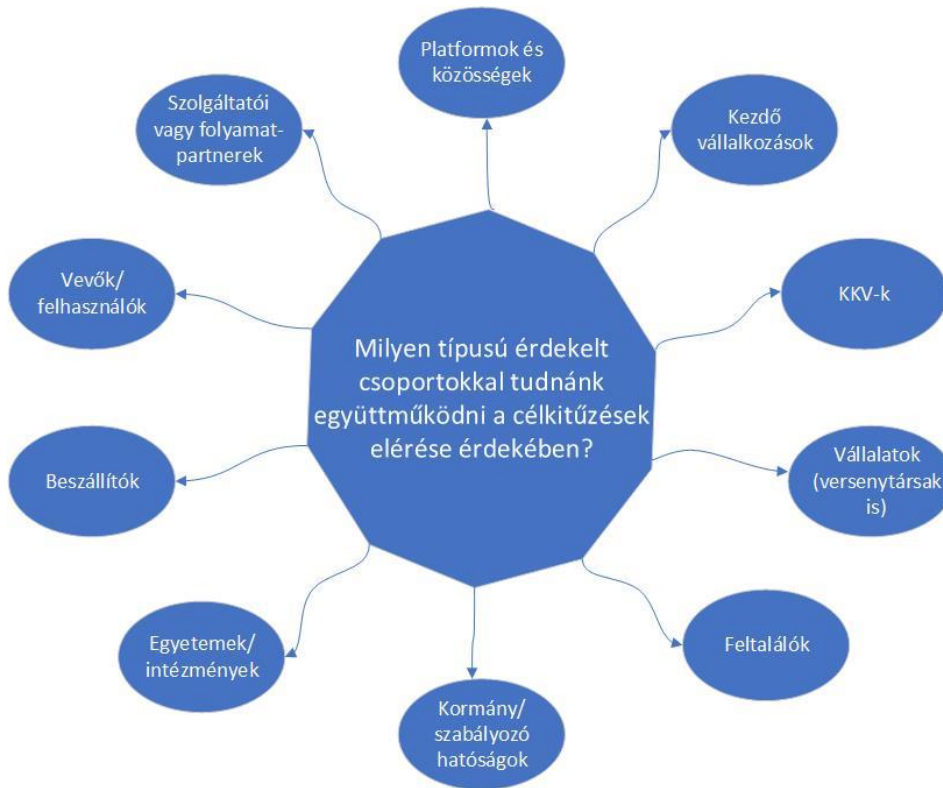 Platformok és
közösségek
Kezdő
vállalkozások
KKV-k
Vállalatok
(versenytársak
is)
Feltalálók
Kormány/
szabályozó
hatóságok
Egyetemek/
intézmények
Beszállítók
Vevők/
felhasználók
Szolgáltatói
vagy folyamat-
partnerek
Milyen típusú érdekelt
csoportokkal tudnánk
együttműködni a célkitűzések
elérése érdekében?